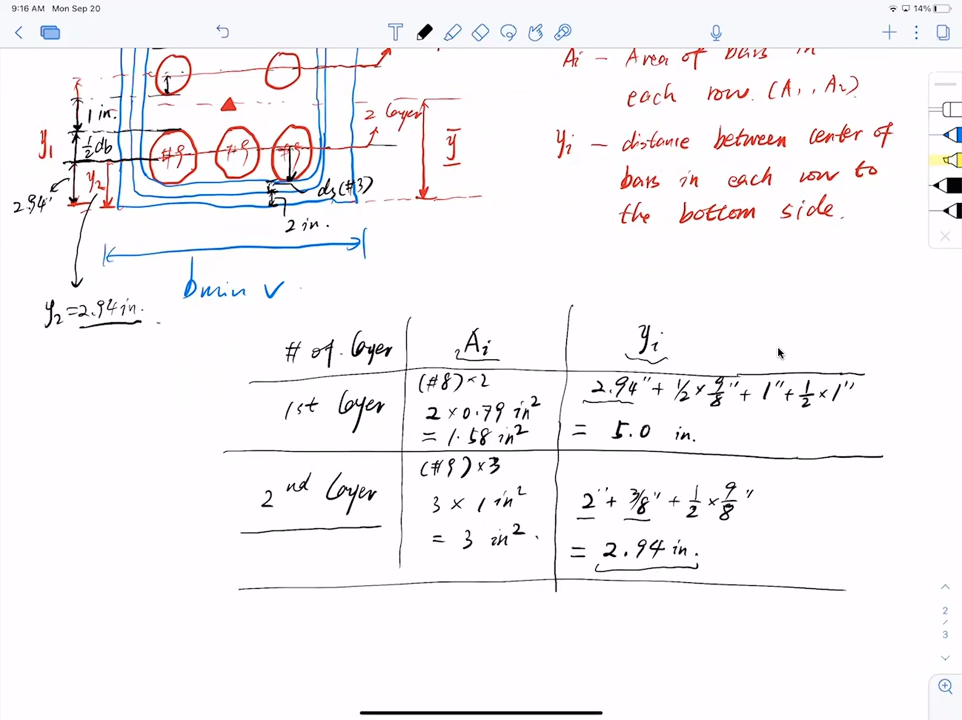 9:16 AM Mon Sep 20
14%
Ai - Area of bars in
each row. (A1, A2)
yi - distance between center of
bars in each row to
the bottom side.
1 in.
y1
½db
2 layer
ȳ
#9 #9 #9
y2
2.94"
ds(#3)
2 in.
bmin
y2=2.94in.
# of layer Ai yi
1st layer
(#8)×2
2 × 0.79 in²
= 1.58 in²
2.94" + ½ × 9/8" + 1" + ½ × 1"
= 5.0 in.
2nd layer
(#9)×3
3 × 1 in²
= 3 in².
2" + 3/8" + 1/2 × 9/8"
= 2.94 in.
2
/
3